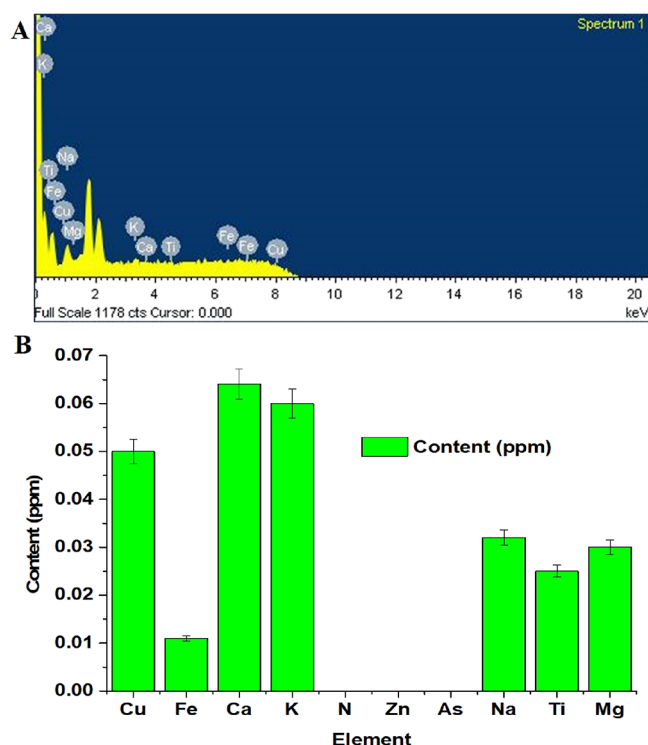 A
Spectrum 1
Ca
K
Na
Ti
Fe
Cu
Mg
K
Ca
Ti
Fe
Fe
Cu
0 2 4 6 8 10 12 14 16 18 20
Full Scale 1178 cts Cursor: 0.000 keV
B
0.07
0.06
0.05
0.04
0.03
0.02
0.01
0.00
Content (ppm)
Content (ppm)
Cu Fe Ca K N Zn As Na Ti Mg
Element